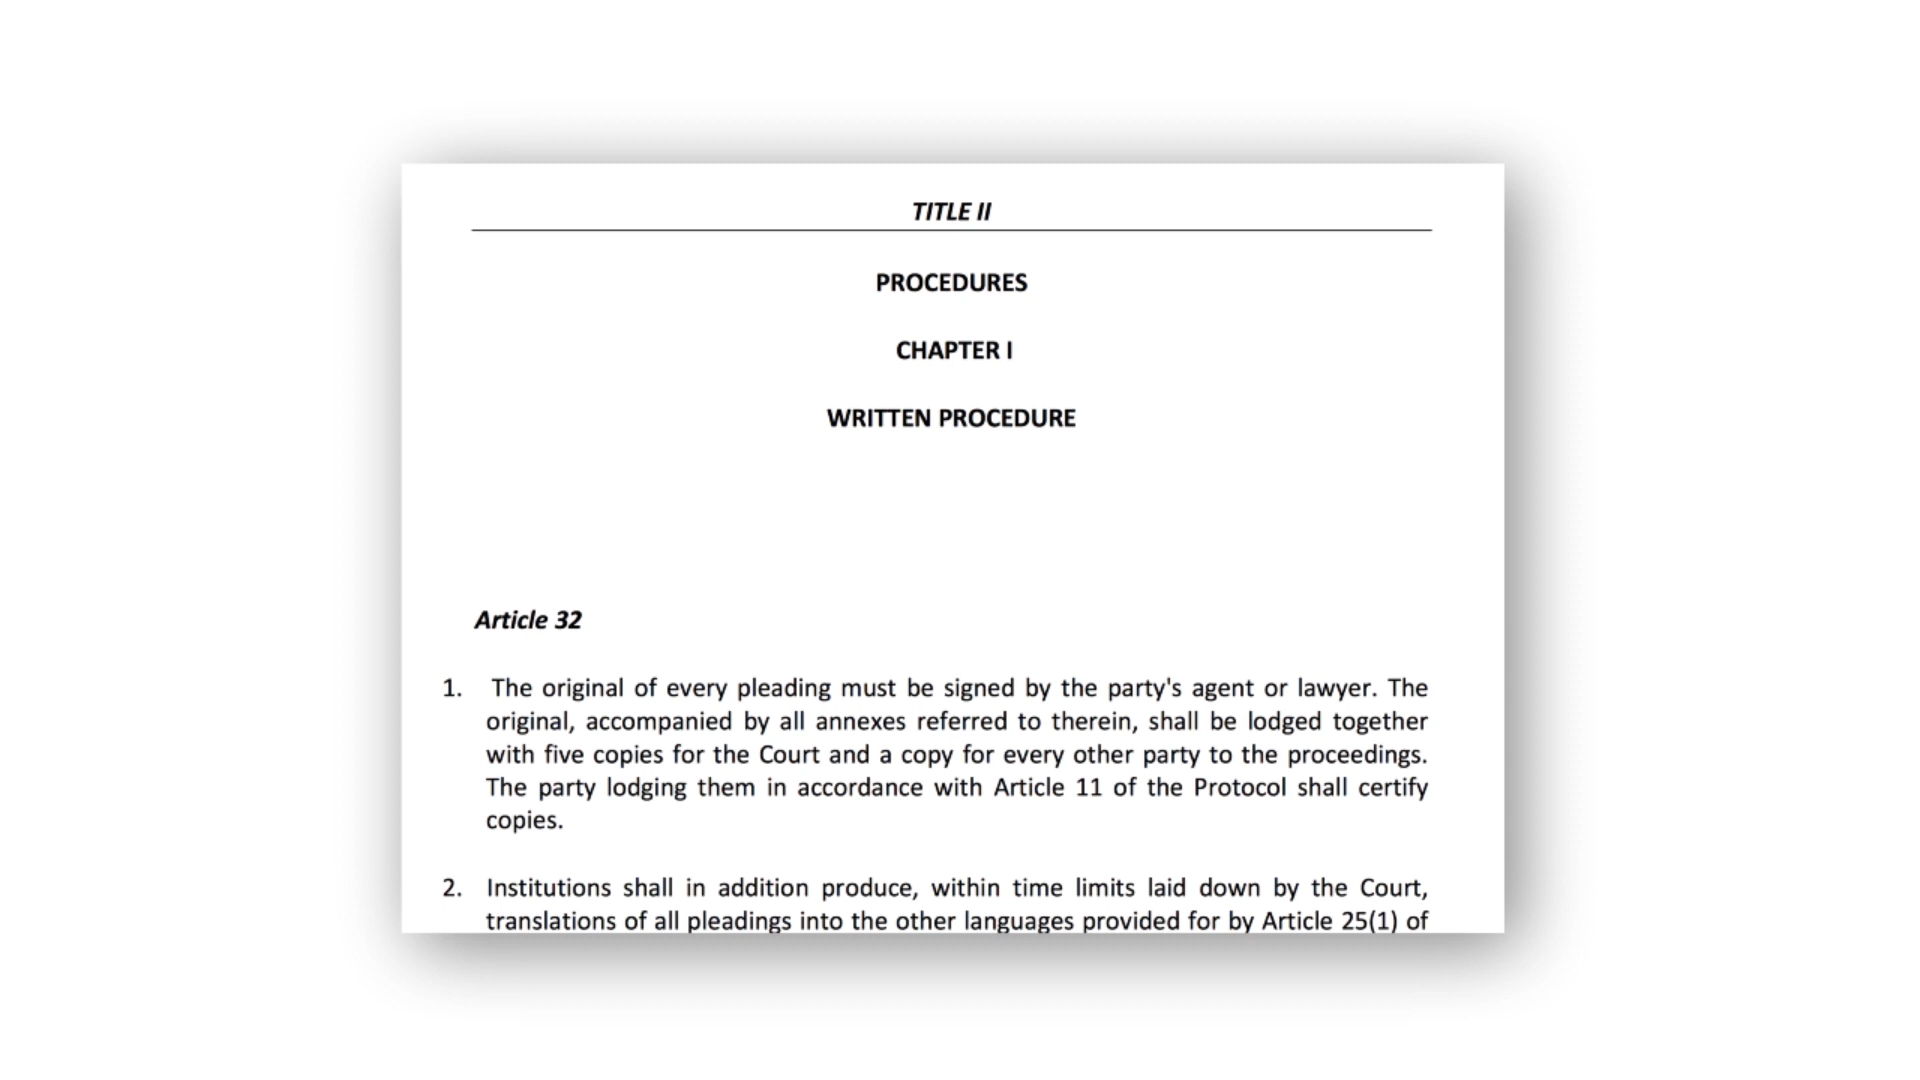 TITLE II
PROCEDURES
CHAPTER I
WRITTEN PROCEDURE
Article 32
1. The original of every pleading must be signed by the party's agent or lawyer. The
original, accompanied by all annexes referred to therein, shall be lodged together
with five copies for the Court and a copy for every other party to the proceedings.
The party lodging them in accordance with Article 11 of the Protocol shall certify
copies.
2. Institutions shall in addition produce, within time limits laid down by the Court,
translations of all pleadings into the other languages provided for by Article 25(1) of